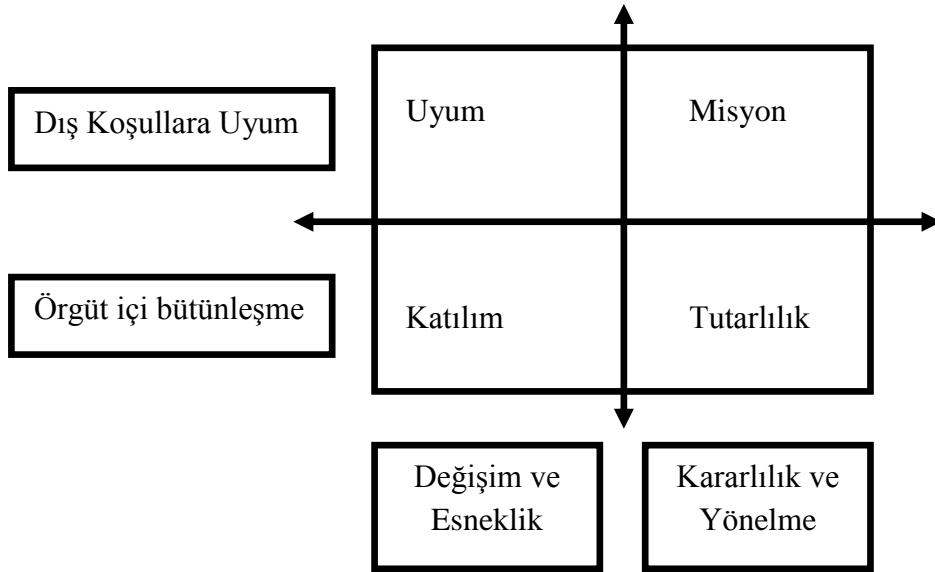 Dış Koşullara Uyum
Uyum
Misyon
Örgüt içi bütünleşme
Katılım
Tutarlılık
Değişim ve
Esneklik
Kararlılık ve
Yönelme